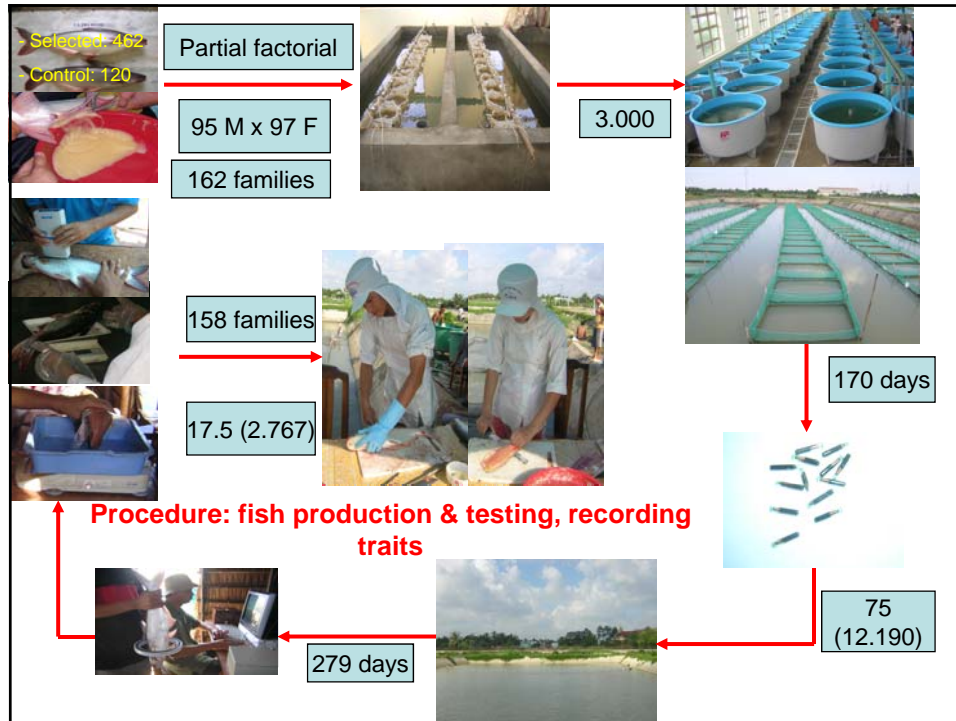 - Selected: 462
- Control: 120
Partial factorial
95 M x 97 F
162 families
3.000
170 days
75
(12.190)
279 days
158 families
17.5 (2.767)
Procedure: fish production & testing, recording
traits